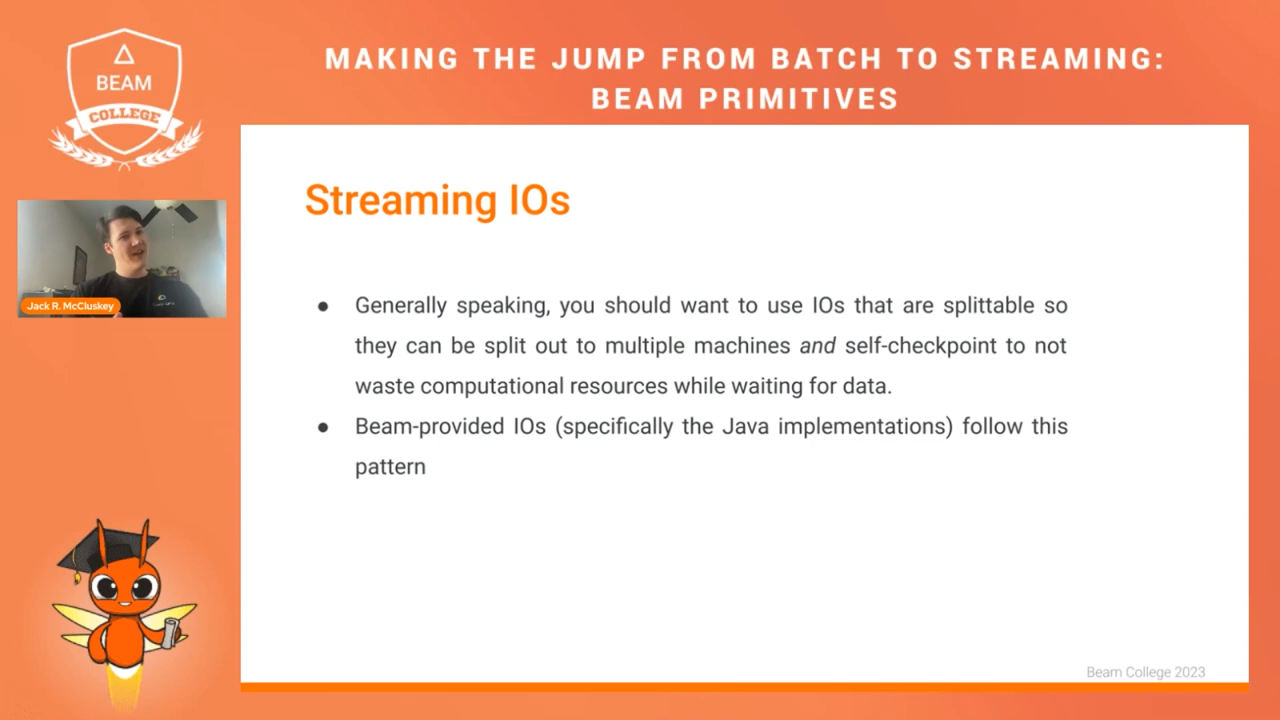 BEAM
COLLEGE
MAKING THE JUMP FROM BATCH TO STREAMING:
BEAM PRIMITIVES
Jack R. McCluskey
Streaming IOs
● Generally speaking, you should want to use IOs that are splittable so
they can be split out to multiple machines and self-checkpoint to not
waste computational resources while waiting for data.
● Beam-provided IOs (specifically the Java implementations) follow this
pattern
Beam College 2023